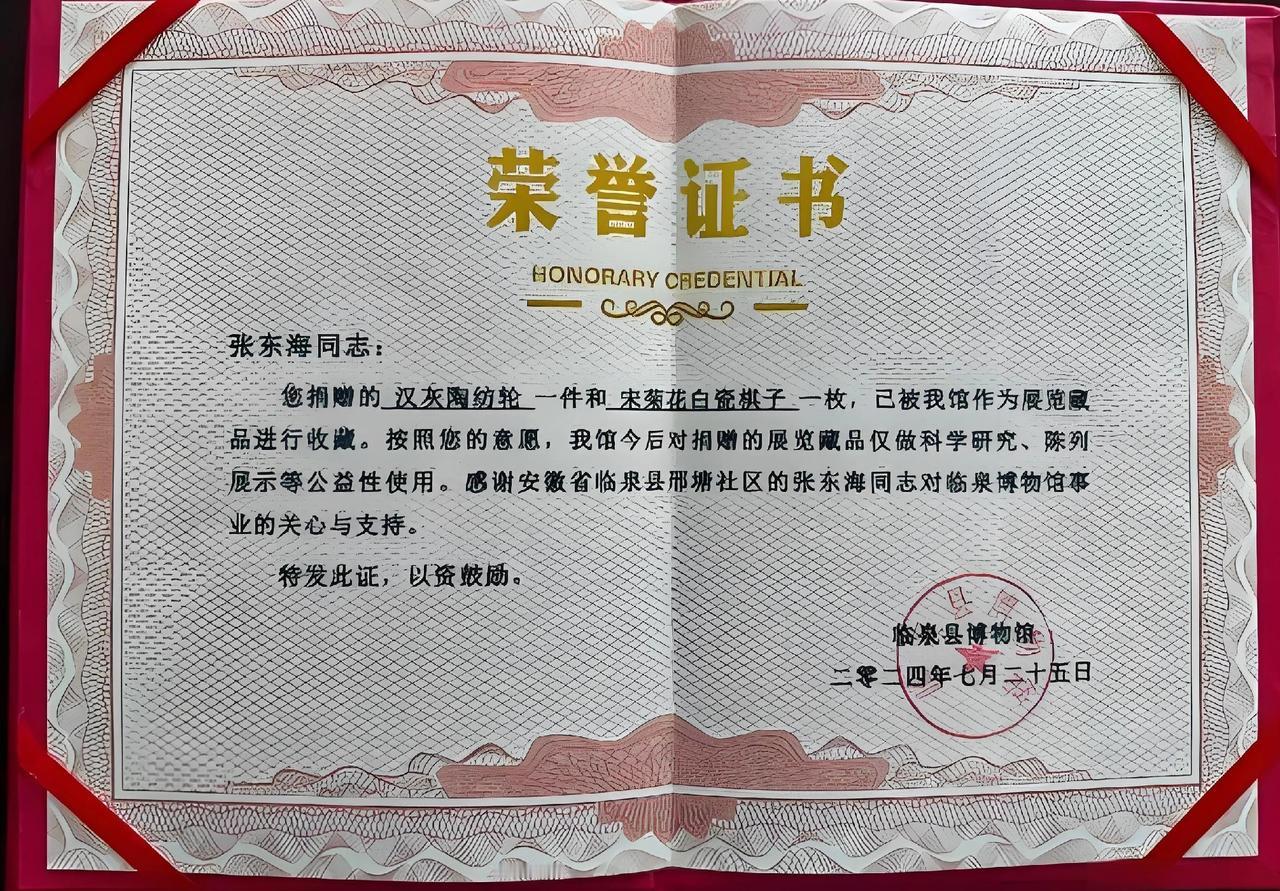 荣誉证书
HONORARY CREDENTIAL
张东海同志：
您捐赠的 汉灰陶纺轮 一件和 宋菊花白瓷棋子 一枚，已被我馆作为展览藏
品进行收藏。按照您的意愿，我馆今后对捐赠的展览藏品仅做科学研究、陈列
展示等公益性使用。感谢安徽省临泉县邢塘社区的张东海同志对临泉博物馆事
业的关心与支持。
特发此证，以资鼓励。
临泉县博物馆
二零二四年七月二十五日